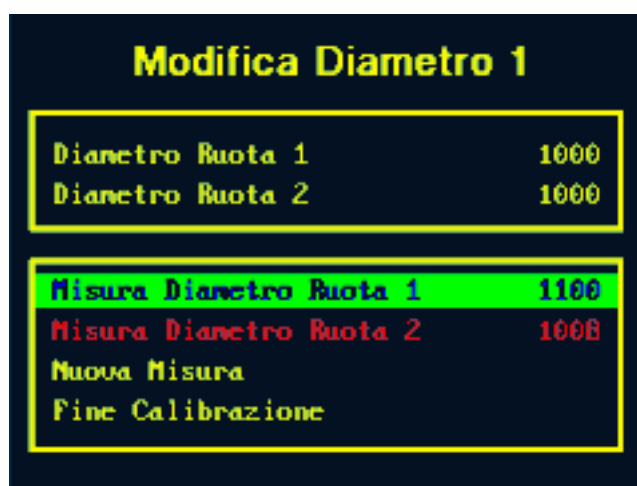 Modifica Diametro 1
Diametro Ruota 1 1000
Diametro Ruota 2 1000
Misura Diametro Ruota 1 1100
Misura Diametro Ruota 2 1008
Nuova Misura
Fine Calibrazione